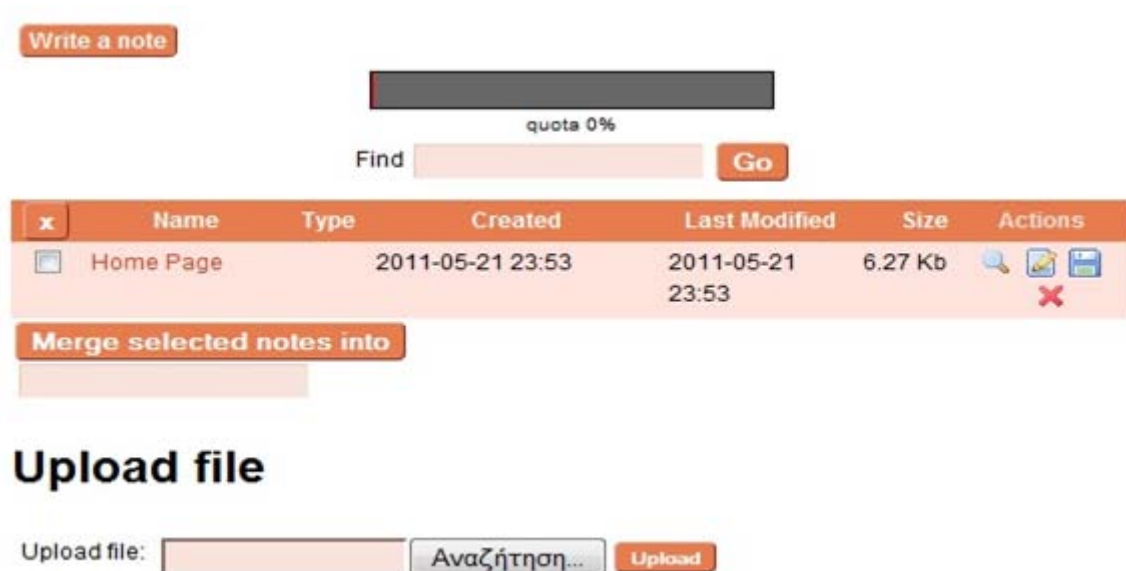 Write a note
quota 0%
Find Go
x Name Type Created Last Modified Size Actions
Home Page 2011-05-21 23:53 2011-05-21 6.27 Kb
23:53
Merge selected notes into
Upload file
Upload file: Αναζήτηση... Upload